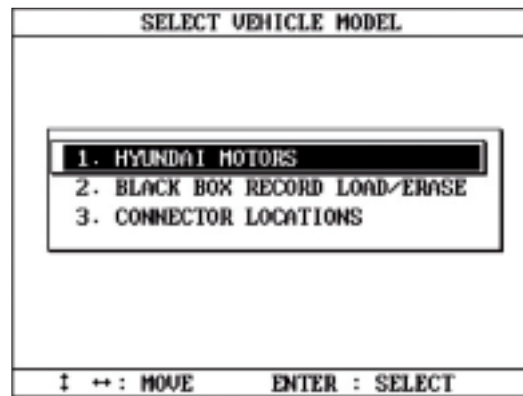 SELECT VEHICLE MODEL
1. HYUNDAI MOTORS
2. BLACK BOX RECORD LOAD/ERASE
3. CONNECTOR LOCATIONS
↕ ↔: MOVE ENTER : SELECT